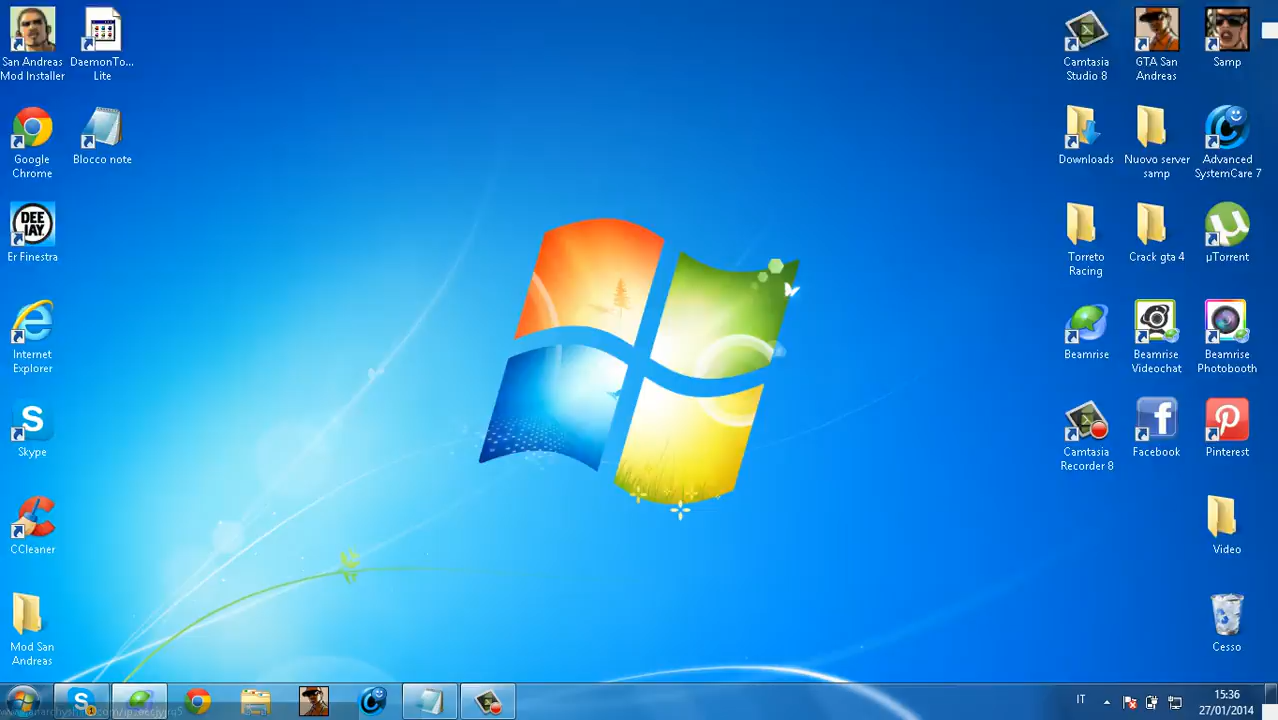 San Andreas
Mod Installer
DaemonTo...
Lite
Google
Chrome
Blocco note
DEE
JAY
Er Finestra
Internet
Explorer
Skype
CCleaner
Mod San
Andreas
Camtasia
Studio 8
GTA San
Andreas
Samp
Downloads
Nuovo server
samp
Advanced
SystemCare 7
Torreto
Racing
Crack gta 4
µTorrent
Beamrise
Beamrise
Videochat
Beamrise
Photobooth
Camtasia
Recorder 8
Facebook
Pinterest
Video
Cesso
IT
15:36
27/01/2014